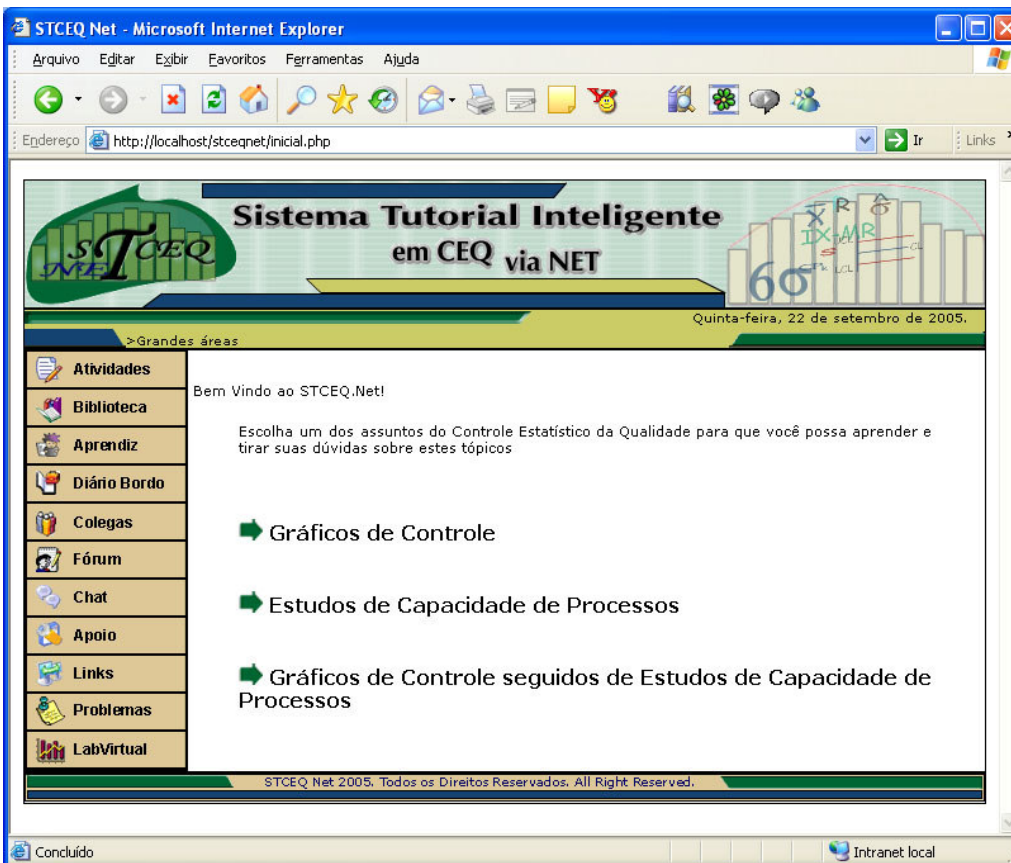 STCEQ Net - Microsoft Internet Explorer
Arquivo Editar Exibir Favoritos Ferramentas Ajuda
Endereço http://localhost/stceqnet/inicial.php Ir Links
STCEQ
NET
Sistema Tutorial Inteligente
em CEQ via NET
X R σ̂
IX-MR
CL
LCL
6σ
Quinta-feira, 22 de setembro de 2005.
>Grandes áreas
Atividades
Biblioteca
Aprendiz
Diário Bordo
Colegas
Fórum
Chat
Apoio
Links
Problemas
LabVirtual
Bem Vindo ao STCEQ.Net!
Escolha um dos assuntos do Controle Estatístico da Qualidade para que você possa aprender e
tirar suas dúvidas sobre estes tópicos
Gráficos de Controle
Estudos de Capacidade de Processos
Gráficos de Controle seguidos de Estudos de Capacidade de
Processos
STCEQ Net 2005. Todos os Direitos Reservados. All Right Reserved.
Concluído Intranet local